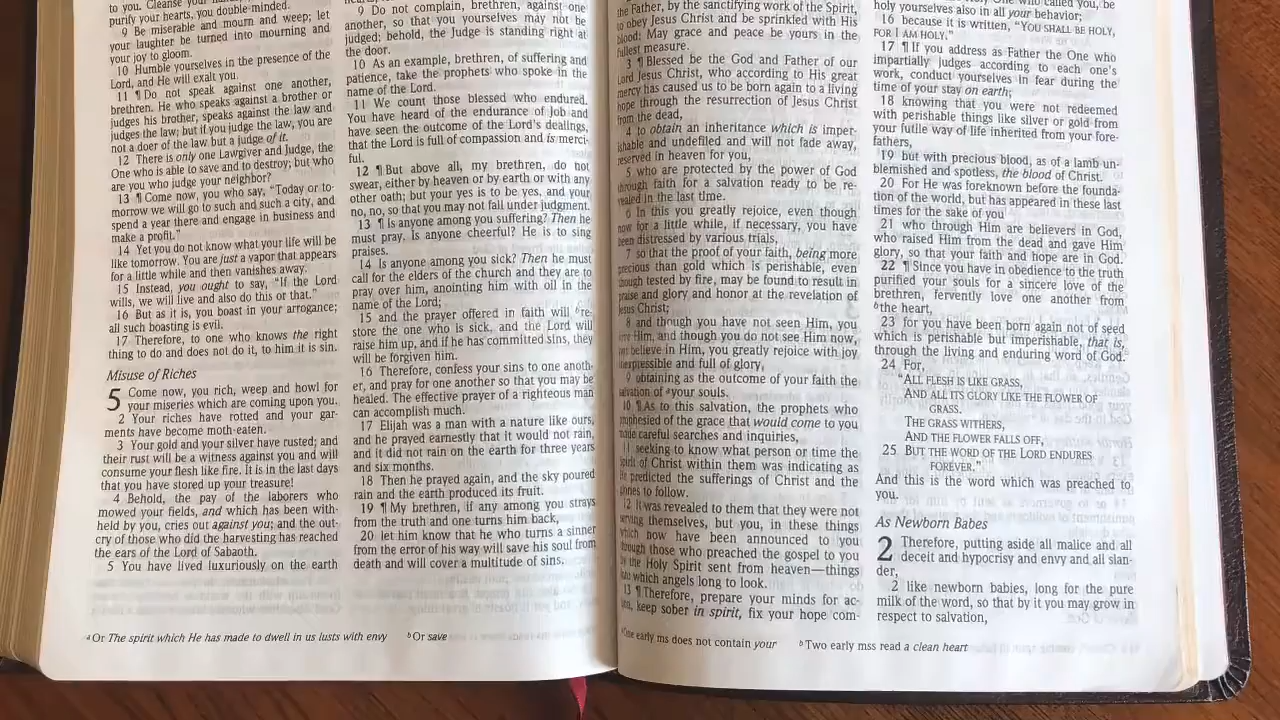 to you. Cleanse your
purify your hearts, you double-minded.
9 Be miserable and mourn and weep; let
your laughter be turned into mourning and
your joy to gloom.
10 Humble yourselves in the presence of the
Lord, and He will exalt you.
11 ¶ Do not speak against one another,
brethren. He who speaks against a brother or
judges his brother, speaks against the law and
judges the law; but if you judge the law, you are
not a doer of the law but a judge of it.
12 There is only one Lawgiver and Judge, the
One who is able to save and to destroy; but who
are you who judge your neighbor?
13 ¶ Come now, you who say, “Today or to-
morrow we will go to such and such a city, and
spend a year there and engage in business and
make a profit.”
14 Yet you do not know what your life will be
like tomorrow. You are just a vapor that appears
for a little while and then vanishes away.
15 Instead, you ought to say, “If the Lord
wills, we will live and also do this or that.”
16 But as it is, you boast in your arrogance;
all such boasting is evil.
17 Therefore, to one who knows the right
thing to do and does not do it, to him it is sin.
Misuse of Riches
5 Come now, you rich, weep and howl for
your miseries which are coming upon you.
2 Your riches have rotted and your gar-
ments have become moth-eaten.
3 Your gold and your silver have rusted; and
their rust will be a witness against you and will
consume your flesh like fire. It is in the last days
that you have stored up your treasure!
4 Behold, the pay of the laborers who
mowed your fields, and which has been with-
held by you, cries out against you; and the out-
cry of those who did the harvesting has reached
the ears of the Lord of Sabaoth.
5 You have lived luxuriously on the earth
9 Do not complain, brethren, against one
another, so that you yourselves may not be
judged; behold, the Judge is standing right at
the door.
10 As an example, brethren, of suffering and
patience, take the prophets who spoke in the
name of the Lord.
11 We count those blessed who endured.
You have heard of the endurance of Job and
have seen the outcome of the Lord's dealings,
that the Lord is full of compassion and is merci-
ful.
12 ¶ But above all, my brethren, do not
swear, either by heaven or by earth or with any
other oath; but your yes is to be yes, and your
no, no, so that you may not fall under judgment.
13 ¶ Is anyone among you suffering? Then he
must pray. Is anyone cheerful? He is to sing
praises.
14 Is anyone among you sick? Then he must
call for the elders of the church and they are to
pray over him, anointing him with oil in the
name of the Lord;
15 and the prayer offered in faith will b re-
store the one who is sick, and the Lord will
raise him up, and if he has committed sins, they
will be forgiven him.
16 Therefore, confess your sins to one anoth-
er, and pray for one another so that you may be
healed. The effective prayer of a righteous man
can accomplish much.
17 Elijah was a man with a nature like ours,
and he prayed earnestly that it would not rain,
and it did not rain on the earth for three years
and six months.
18 Then he prayed again, and the sky poured
rain and the earth produced its fruit.
19 ¶ My brethren, if any among you strays
from the truth and one turns him back,
20 let him know that he who turns a sinner
from the error of his way will save his soul from
death and will cover a multitude of sins.
a Or The spirit which He has made to dwell in us lusts with envy b Or save
the Father, by the sanctifying work of the Spirit,
to obey Jesus Christ and be sprinkled with His
blood: May grace and peace be yours in the
fullest measure.
3 ¶ Blessed be the God and Father of our
Lord Jesus Christ, who according to His great
mercy has caused us to be born again to a living
hope through the resurrection of Jesus Christ
from the dead,
4 to obtain an inheritance which is imper-
ishable and undefiled and will not fade away,
reserved in heaven for you,
5 who are protected by the power of God
through faith for a salvation ready to be re-
vealed in the last time.
6 In this you greatly rejoice, even though
now for a little while, if necessary, you have
been distressed by various trials,
7 so that the proof of your faith, being more
precious than gold which is perishable, even
though tested by fire, may be found to result in
praise and glory and honor at the revelation of
Jesus Christ;
8 and though you have not seen Him, you
love Him, and though you do not see Him now,
but believe in Him, you greatly rejoice with joy
inexpressible and full of glory,
9 obtaining as the outcome of your faith the
salvation of a your souls.
10 ¶ As to this salvation, the prophets who
prophesied of the grace that would come to you
made careful searches and inquiries,
11 seeking to know what person or time the
Spirit of Christ within them was indicating as
He predicted the sufferings of Christ and the
glories to follow.
12 It was revealed to them that they were not
serving themselves, but you, in these things
which now have been announced to you
through those who preached the gospel to you
by the Holy Spirit sent from heaven—things
into which angels long to look.
13 ¶ Therefore, prepare your minds for ac-
tion, keep sober in spirit, fix your hope com-
holy yourselves also in all your behavior;
16 because it is written, “YOU SHALL BE HOLY,
FOR I AM HOLY.”
17 ¶ If you address as Father the One who
impartially judges according to each one's
work, conduct yourselves in fear during the
time of your stay on earth;
18 knowing that you were not redeemed
with perishable things like silver or gold from
your futile way of life inherited from your fore-
fathers,
19 but with precious blood, as of a lamb un-
blemished and spotless, the blood of Christ.
20 For He was foreknown before the founda-
tion of the world, but has appeared in these last
times for the sake of you
21 who through Him are believers in God,
who raised Him from the dead and gave Him
glory, so that your faith and hope are in God.
22 ¶ Since you have in obedience to the truth
purified your souls for a sincere love of the
brethren, fervently love one another from
b the heart,
23 for you have been born again not of seed
which is perishable but imperishable, that is,
through the living and enduring word of God.
24 For,
“ALL FLESH IS LIKE GRASS,
AND ALL ITS GLORY LIKE THE FLOWER OF
GRASS.
THE GRASS WITHERS,
AND THE FLOWER FALLS OFF,
25 BUT THE WORD OF THE LORD ENDURES
FOREVER.”
And this is the word which was preached to
you.
As Newborn Babes
2 Therefore, putting aside all malice and all
deceit and hypocrisy and envy and all slan-
der,
2 like newborn babies, long for the pure
milk of the word, so that by it you may grow in
respect to salvation,
a One early ms does not contain your b Two early mss read a clean heart